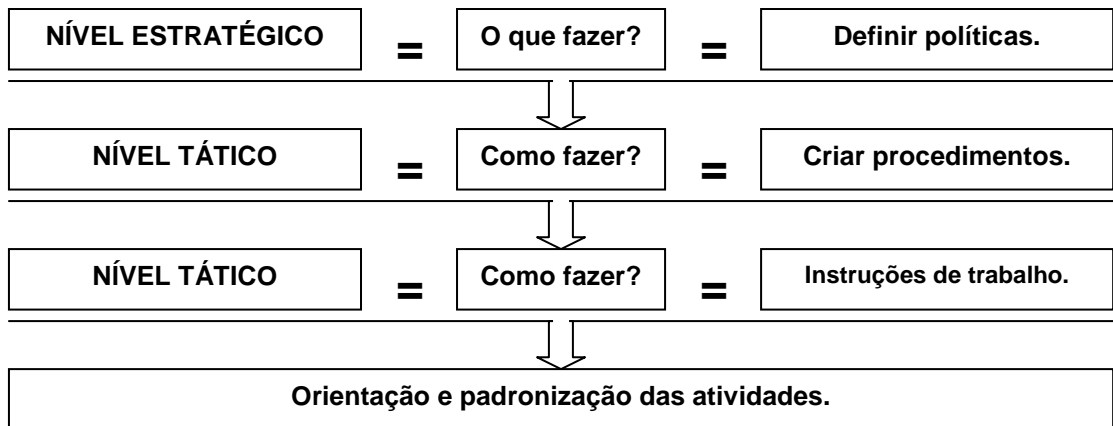 NÍVEL ESTRATÉGICO = O que fazer? = Definir políticas.
NÍVEL TÁTICO = Como fazer? = Criar procedimentos.
NÍVEL TÁTICO = Como fazer? = Instruções de trabalho.
Orientação e padronização das atividades.